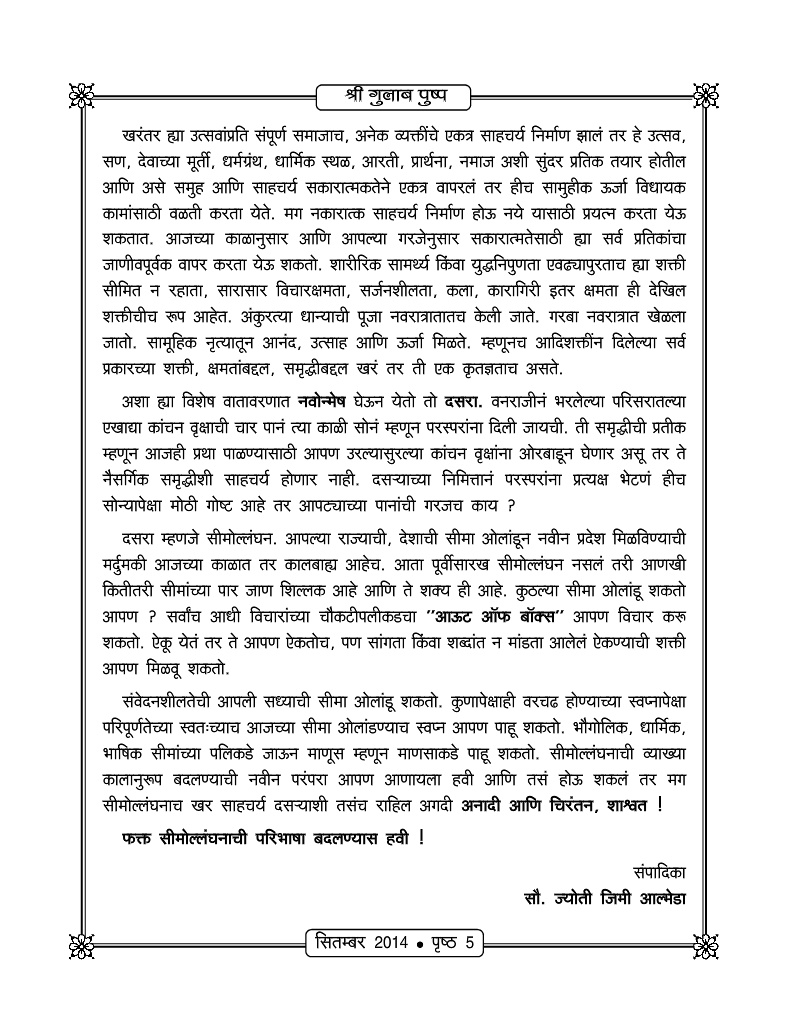 श्री गुलाब पुष्प
खरंतर ह्या उत्सवांप्रति संपूर्ण समाजाच, अनेक व्यक्तींचे एकत्र साहचर्य निर्माण झालं तर हे उत्सव,
सण, देवाच्या मूर्ती, धर्मग्रंथ, धार्मिक स्थळ, आरती, प्रार्थना, नमाज अशी सुंदर प्रतिक तयार होतील
आणि असे समुह आणि साहचर्य सकारात्मकतेने एकत्र वापरलं तर हीच सामुहीक ऊर्जा विधायक
कामांसाठी वळती करता येते. मग नकारात्क साहचर्य निर्माण होऊ नये यासाठी प्रयत्न करता येऊ
शकतात. आजच्या काळानुसार आणि आपल्या गरजेनुसार सकारात्मतेसाठी ह्या सर्व प्रतिकांचा
जाणीवपूर्वक वापर करता येऊ शकतो. शारीरिक सामर्थ्य किंवा युद्धनिपुणता एवढ्यापुरताच ह्या शक्ती
सीमित न रहाता, सारासार विचारक्षमता, सर्जनशीलता, कला, कारागिरी इतर क्षमता ही देखिल
शक्तीचीच रूप आहेत. अंकुरत्या धान्याची पूजा नवरात्रातातच केली जाते. गरबा नवरात्रात खेळला
जातो. सामूहिक नृत्यातून आनंद, उत्साह आणि ऊर्जा मिळते. म्हणूनच आदिशक्तींन दिलेल्या सर्व
प्रकारच्या शक्ती, क्षमतांबद्दल, समृद्धीबद्दल खरं तर ती एक कृतज्ञताच असते.
अशा ह्या विशेष वातावरणात नवोन्मेष घेऊन येतो तो दसरा. वनराजीनं भरलेल्या परिसरातल्या
एखाद्या कांचन वृक्षाची चार पानं त्या काळी सोनं म्हणून परस्परांना दिली जायची. ती समृद्धीची प्रतीक
म्हणून आजही प्रथा पाळण्यासाठी आपण उरल्यासुरल्या कांचन वृक्षांना ओरबाडून घेणार असू तर ते
नैसर्गिक समृद्धीशी साहचर्य होणार नाही. दसऱ्याच्या निमित्तानं परस्परांना प्रत्यक्ष भेटणं हीच
सोन्यापेक्षा मोठी गोष्ट आहे तर आपट्याच्या पानांची गरजच काय ?
दसरा म्हणजे सीमोल्लंघन. आपल्या राज्याची, देशाची सीमा ओलांडून नवीन प्रदेश मिळविण्याची
मर्दुमकी आजच्या काळात तर कालबाह्य आहेच. आता पूर्वीसारख सीमोल्लंघन नसलं तरी आणखी
कितीतरी सीमांच्या पार जाण शिल्लक आहे आणि ते शक्य ही आहे. कुठल्या सीमा ओलांडू शकतो
आपण ? सर्वांच आधी विचारांच्या चौकटीपलीकडचा "आऊट ऑफ बॉक्स" आपण विचार करू
शकतो. ऐकू येतं तर ते आपण ऐकतोच, पण सांगता किंवा शब्दांत न मांडता आलेलं ऐकण्याची शक्ती
आपण मिळवू शकतो.
संवेदनशीलतेची आपली सध्याची सीमा ओलांडू शकतो. कुणापेक्षाही वरचढ होण्याच्या स्वप्नापेक्षा
परिपूर्णतेच्या स्वतःच्याच आजच्या सीमा ओलांडण्याच स्वप्न आपण पाहू शकतो. भौगोलिक, धार्मिक,
भाषिक सीमांच्या पलिकडे जाऊन माणूस म्हणून माणसाकडे पाहू शकतो. सीमोल्लंघनाची व्याख्या
कालानुरूप बदलण्याची नवीन परंपरा आपण आणायला हवी आणि तसं होऊ शकलं तर मग
सीमोल्लंघनाच खर साहचर्य दसऱ्याशी तसंच राहिल अगदी अनादी आणि चिरंतन, शाश्वत !
फक्त सीमोल्लंघनाची परिभाषा बदलण्यास हवी !
संपादिका
सौ. ज्योती जिमी आल्मेडा
सितम्बर 2014 ● पृष्ठ 5